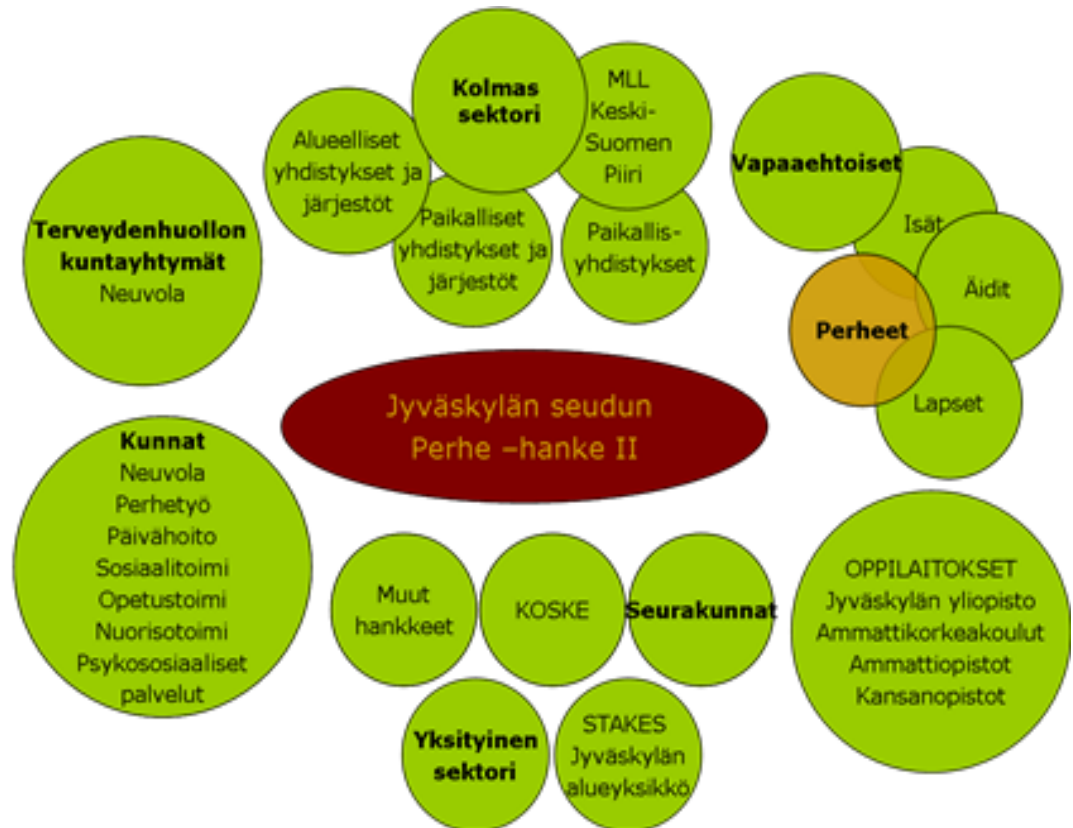 Kolmas
sektori
MLL
Keski-
Suomen
Piiri
Alueelliset
yhdistykset ja
järjestöt
Paikalliset
yhdistykset ja
järjestöt
Paikallis-
yhdistykset
Vapaaehtoiset
Isät
Äidit
Perheet
Lapset
Terveydenhuollon
kuntayhtymät
Neuvola
Jyväskylän seudun
Perhe –hanke II
Kunnat
Neuvola
Perhetyö
Päivähoito
Sosiaalitoimi
Opetustoimi
Nuorisotoimi
Psykososiaaliset
palvelut
Muut
hankkeet
KOSKE
Seurakunnat
Yksityinen
sektori
STAKES
Jyväskylän
alueyksikkö
OPPILAITOKSET
Jyväskylän yliopisto
Ammattikorkeakoulut
Ammattiopistot
Kansanopistot